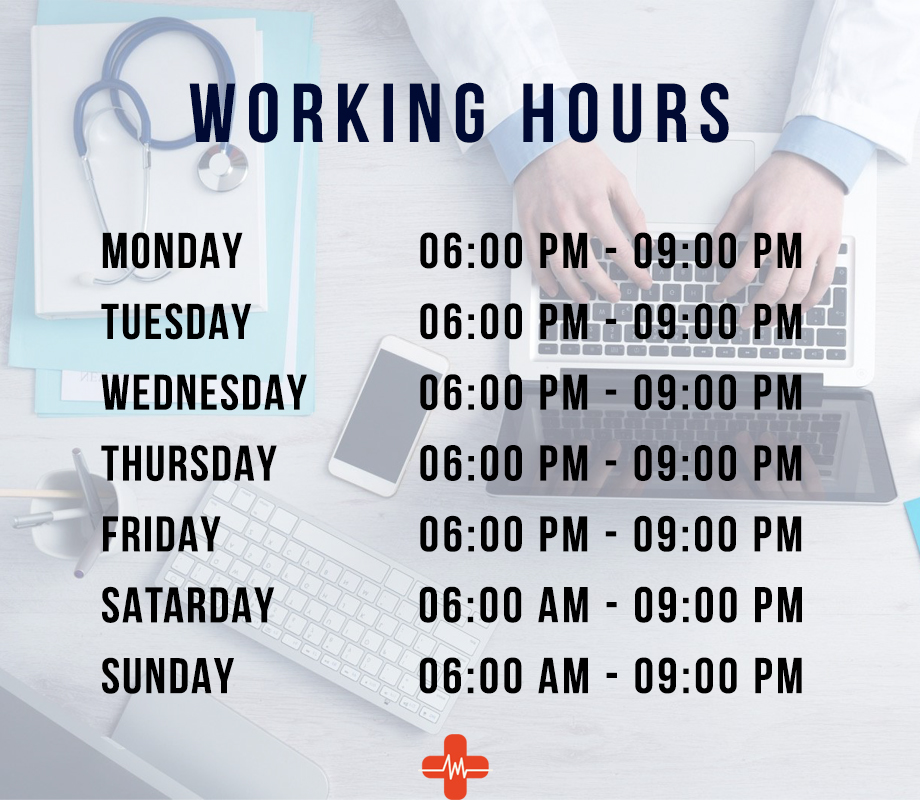 WORKING HOURS
MONDAY 06:00 PM - 09:00 PM
TUESDAY 06:00 PM - 09:00 PM
WEDNESDAY 06:00 PM - 09:00 PM
THURSDAY 06:00 PM - 09:00 PM
FRIDAY 06:00 PM - 09:00 PM
SATARDAY 06:00 AM - 09:00 PM
SUNDAY 06:00 AM - 09:00 PM